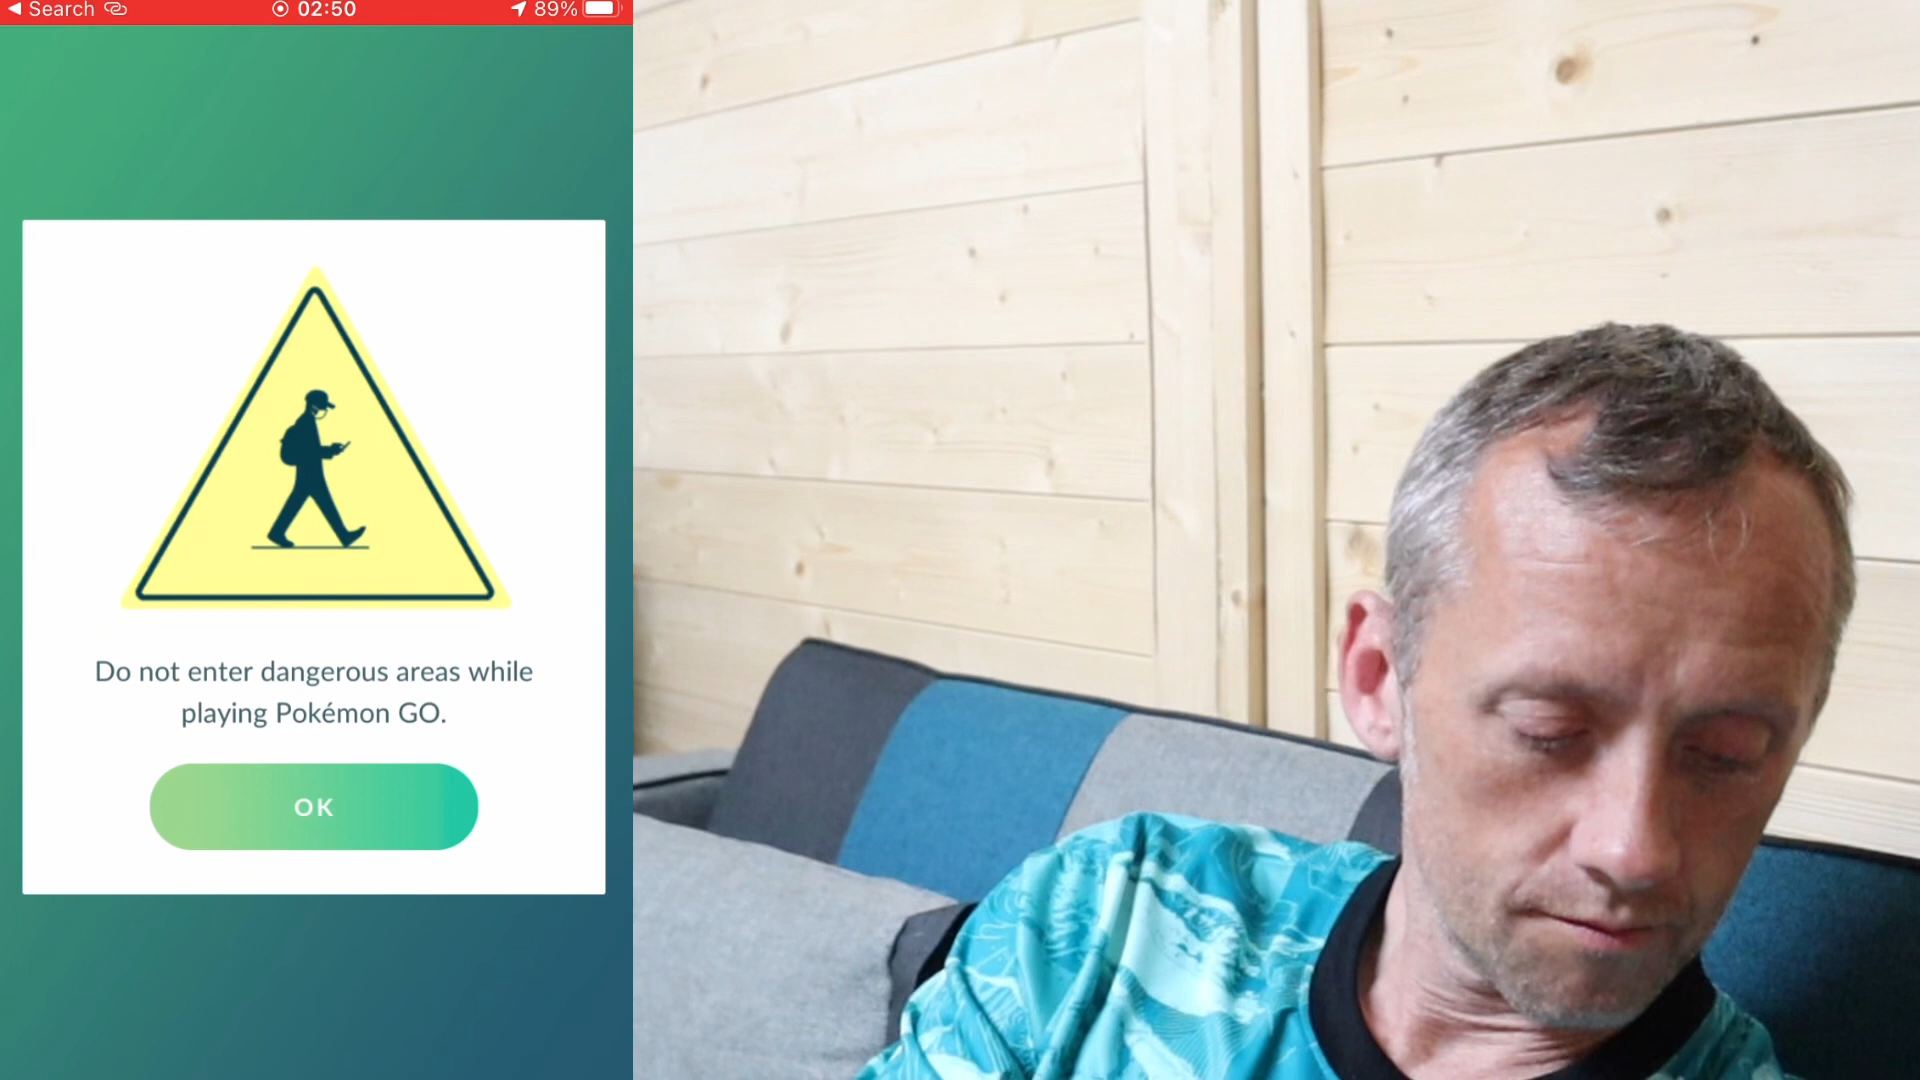 Search
02:50
89%
Do not enter dangerous areas while
playing Pokémon GO.
OK